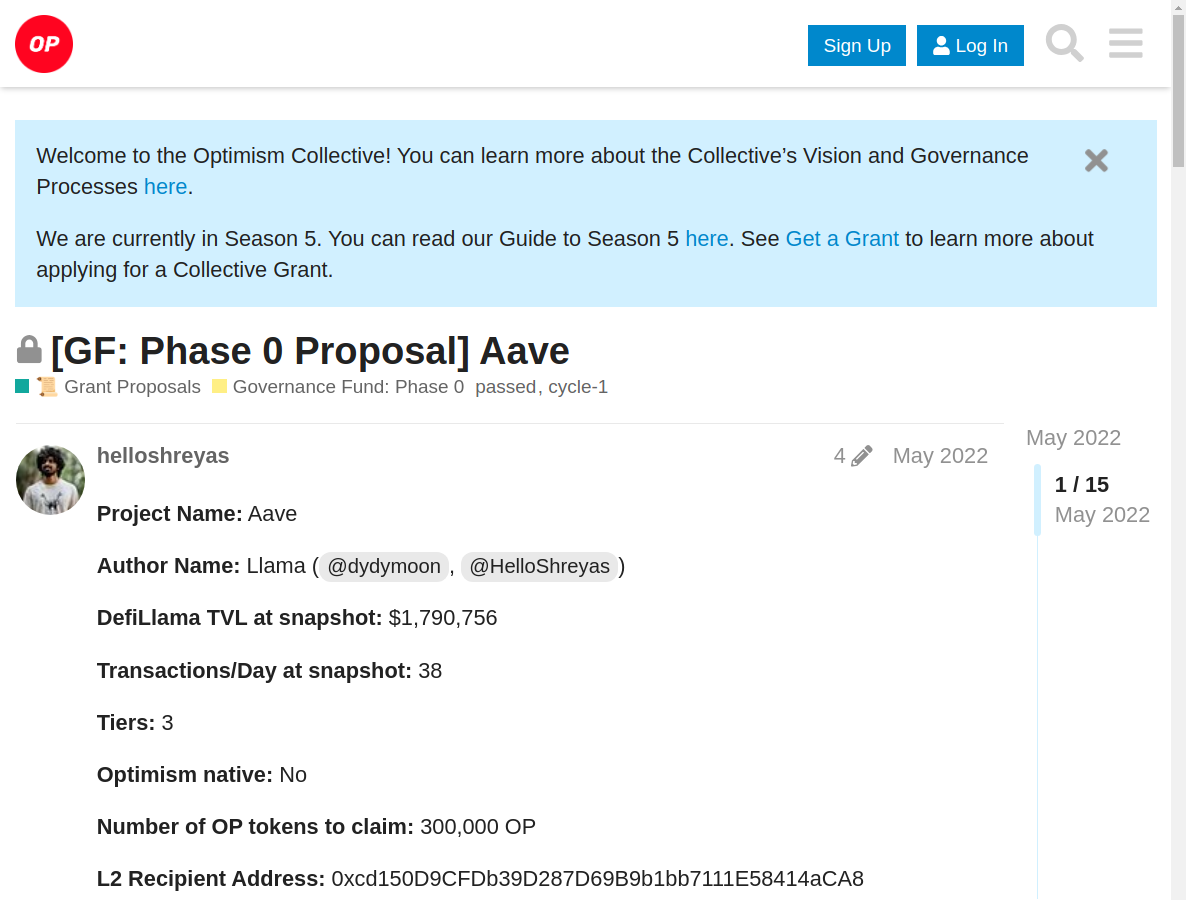 OP
Sign Up
Log In
Welcome to the Optimism Collective! You can learn more about the Collective’s Vision and Governance
Processes here.
We are currently in Season 5. You can read our Guide to Season 5 here. See Get a Grant to learn more about
applying for a Collective Grant.
[GF: Phase 0 Proposal] Aave
Grant Proposals Governance Fund: Phase 0 passed, cycle-1
helloshreyas 4 May 2022
May 2022
1 / 15
May 2022
Project Name: Aave
Author Name: Llama (@dydymoon, @HelloShreyas)
DefiLlama TVL at snapshot: $1,790,756
Transactions/Day at snapshot: 38
Tiers: 3
Optimism native: No
Number of OP tokens to claim: 300,000 OP
L2 Recipient Address: 0xcd150D9CFDb39D287D69B9b1bb7111E58414aCA8